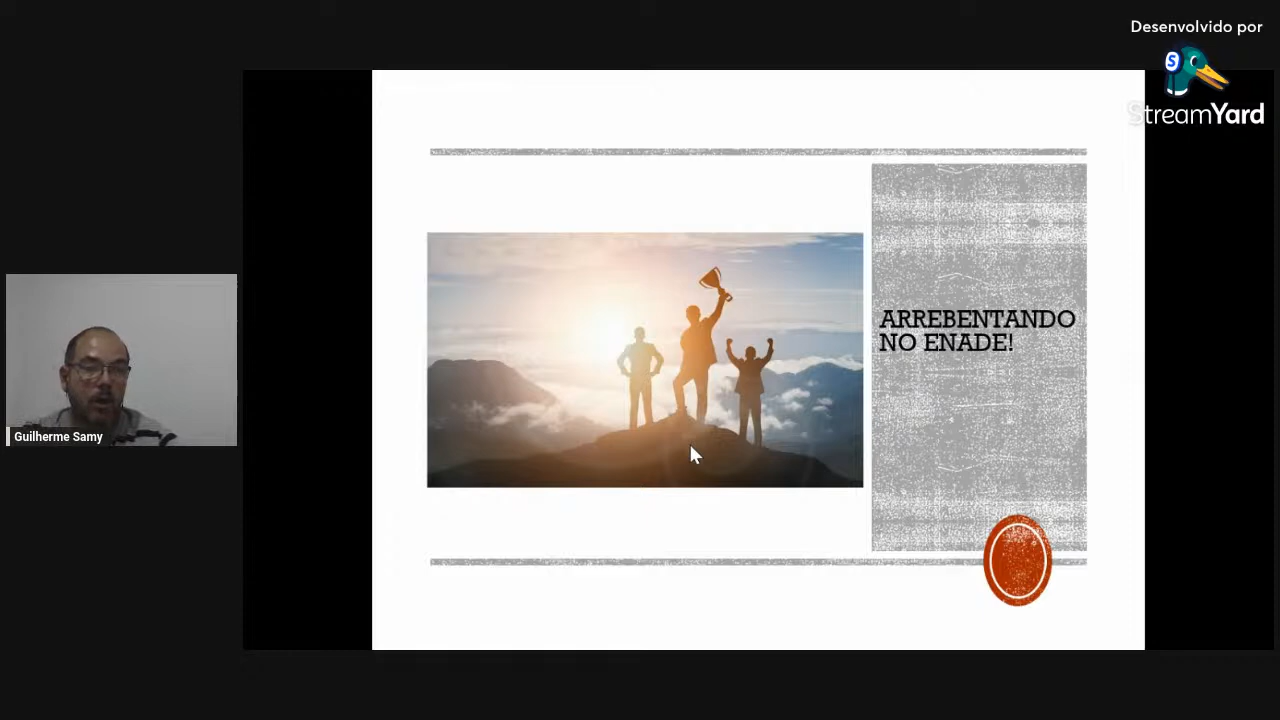 Desenvolvido por
StreamYard
ARREBENTANDO
NO ENADE!
Guilherme Samy